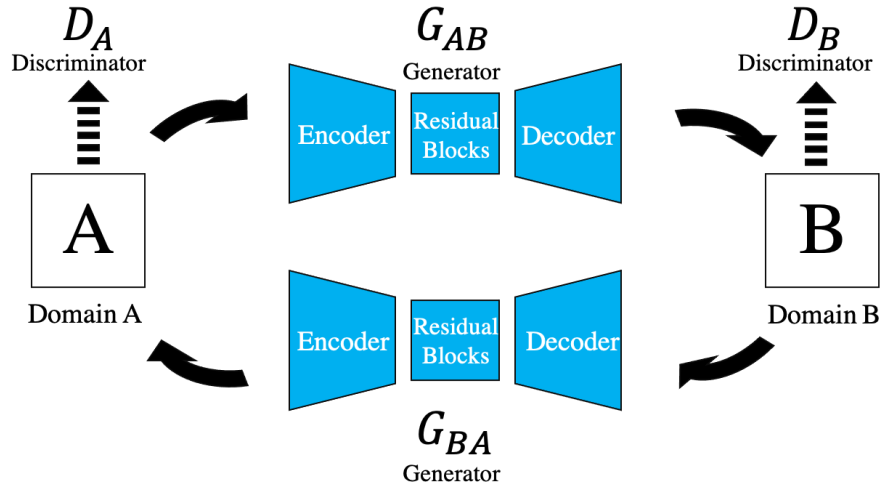 D_A
Discriminator
G_AB
Generator
D_B
Discriminator
Encoder
Residual
Blocks
Decoder
A
Domain A
B
Domain B
Encoder
Residual
Blocks
Decoder
G_BA
Generator